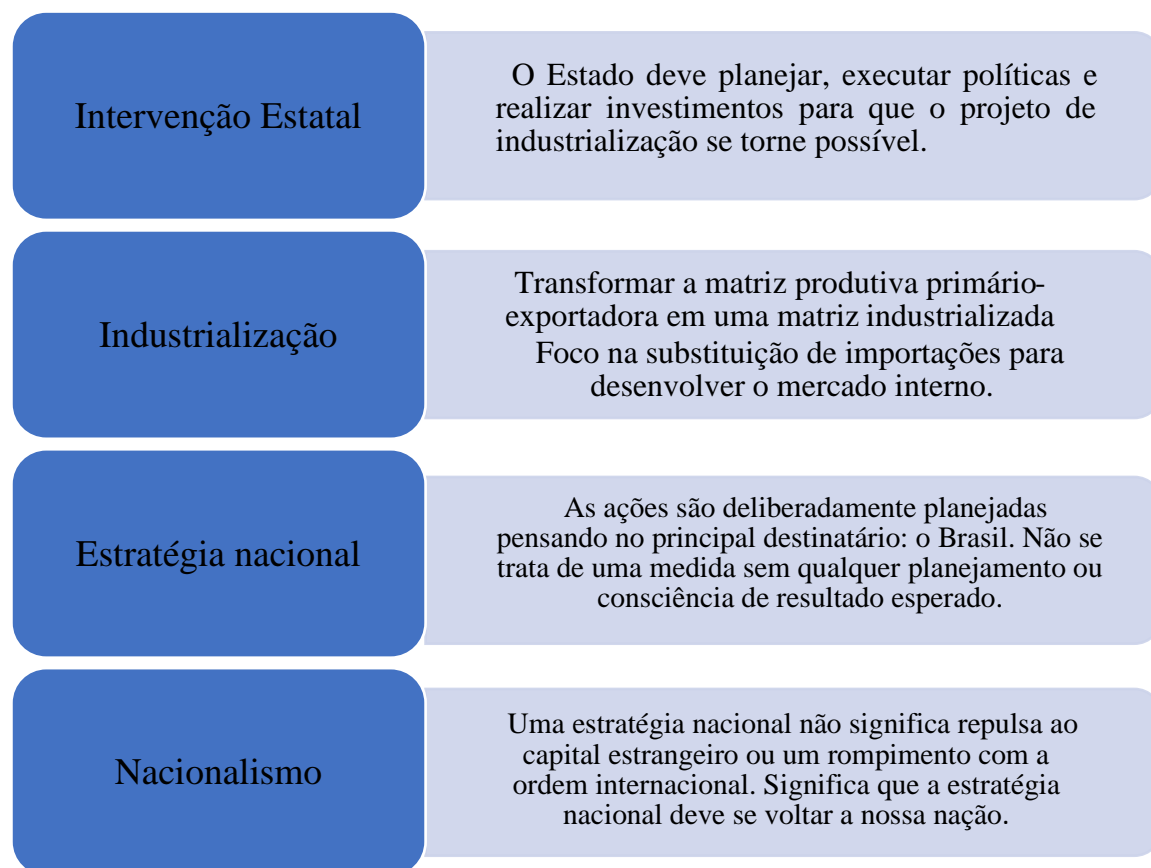 Intervenção Estatal
O Estado deve planejar, executar políticas e
realizar investimentos para que o projeto de
industrialização se torne possível.
Industrialização
Transformar a matriz produtiva primário-
exportadora em uma matriz industrializada
Foco na substituição de importações para
desenvolver o mercado interno.
Estratégia nacional
As ações são deliberadamente planejadas
pensando no principal destinatário: o Brasil. Não se
trata de uma medida sem qualquer planejamento ou
consciência de resultado esperado.
Nacionalismo
Uma estratégia nacional não significa repulsa ao
capital estrangeiro ou um rompimento com a
ordem internacional. Significa que a estratégia
nacional deve se voltar a nossa nação.